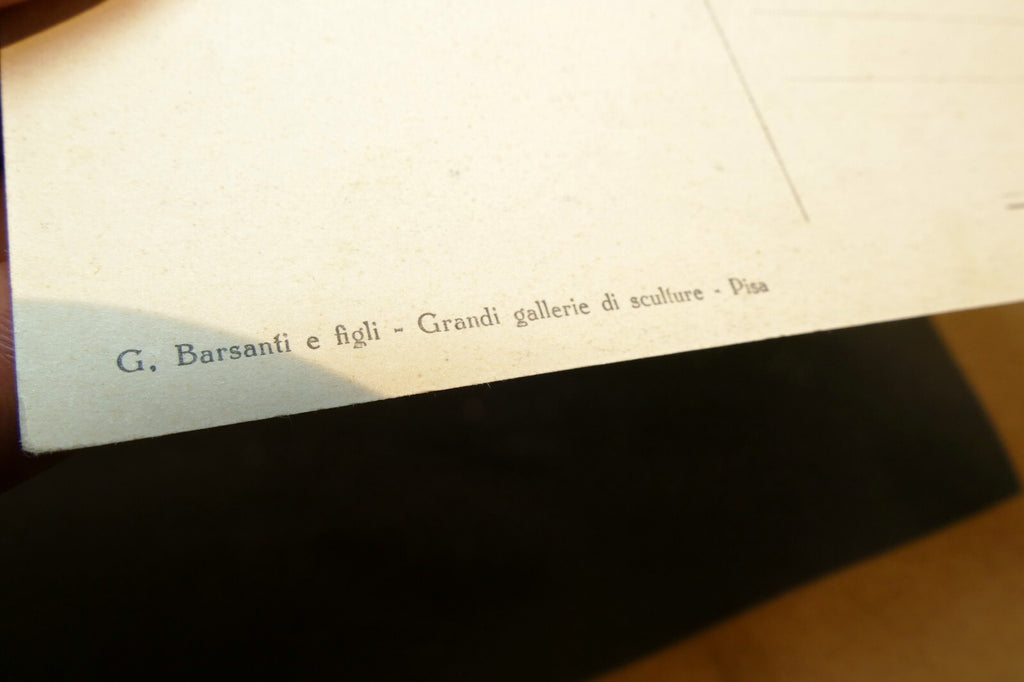 G. Barsanti e figli - Grandi gallerie di sculture - Pisa